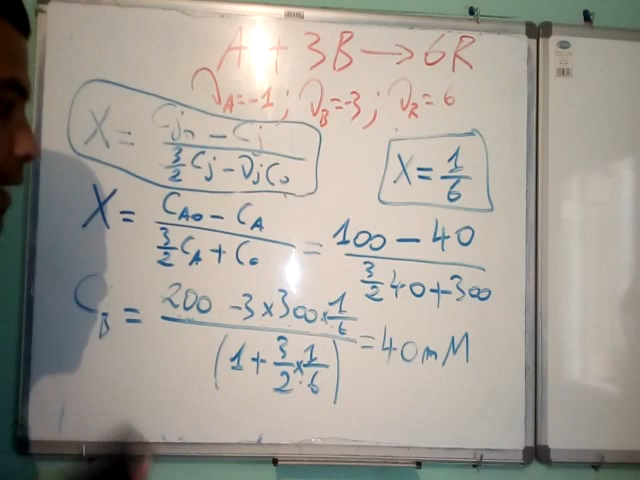 A + 3B → 6R
ν_A = -1 ; ν_B = -3 ; ν_R = 6
X = (C_j0 - C_j) / (3/2 C_j - ν_j C_0)
X = 1/6
X = (C_A0 - C_A) / (3/2 C_A + C_0) = (100 - 40) / (3/2 40 + 300)
C_B = (200 - 3 × 300 × 1/6) / (1 + 3/2 × 1/6) = 40 mM